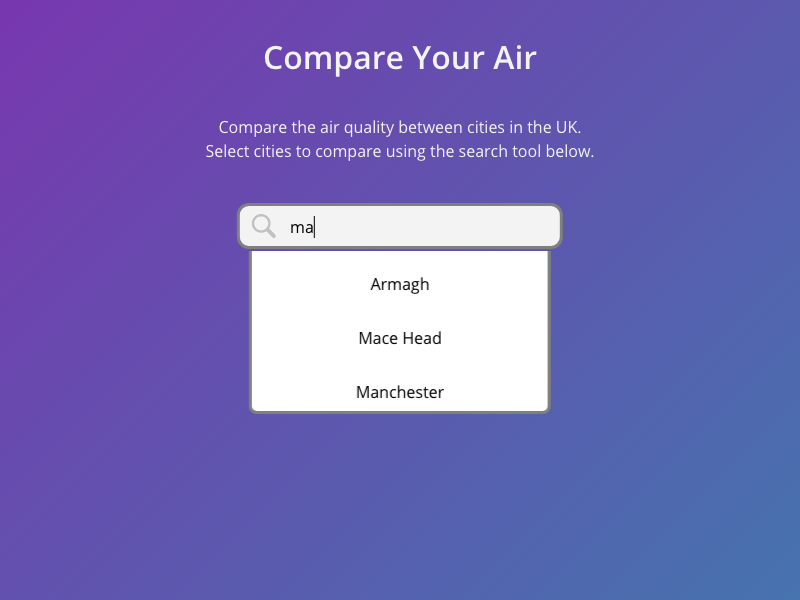 Compare Your Air
Compare the air quality between cities in the UK.
Select cities to compare using the search tool below.
ma
Armagh
Mace Head
Manchester